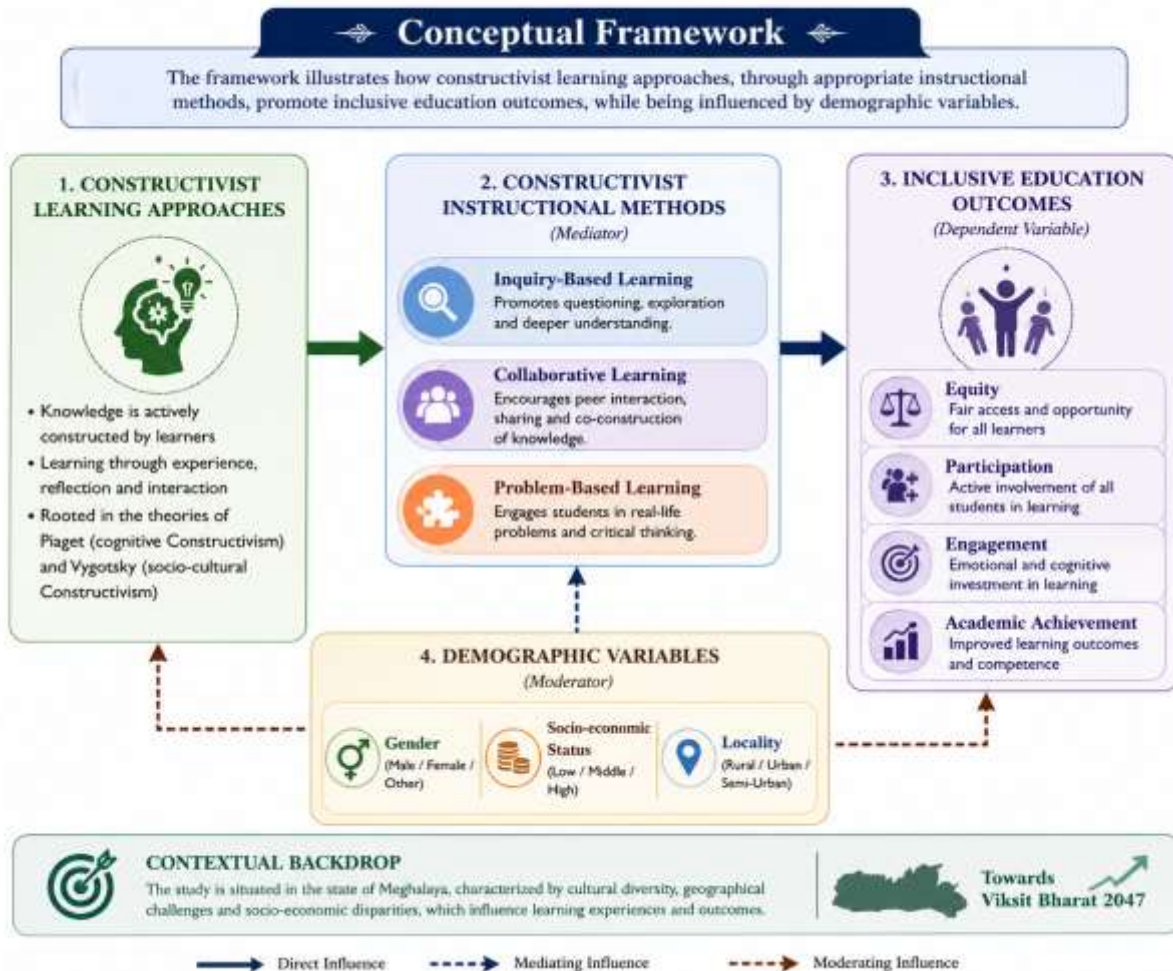 Conceptual Framework
The framework illustrates how constructivist learning approaches, through appropriate instructional
methods, promote inclusive education outcomes, while being influenced by demographic variables.
1. CONSTRUCTIVIST
LEARNING APPROACHES
• Knowledge is actively
constructed by learners
• Learning through experience,
reflection and interaction
• Rooted in the theories of
Piaget (cognitive Constructivism)
and Vygotsky (socio-cultural
Constructivism)
2. CONSTRUCTIVIST
INSTRUCTIONAL METHODS
(Mediator)
Inquiry-Based Learning
Promotes questioning, exploration
and deeper understanding.
Collaborative Learning
Encourages peer interaction,
sharing and co-construction
of knowledge.
Problem-Based Learning
Engages students in real-life
problems and critical thinking.
3. INCLUSIVE EDUCATION
OUTCOMES
(Dependent Variable)
Equity
Fair access and opportunity
for all learners
Participation
Active involvement of all
students in learning
Engagement
Emotional and cognitive
investment in learning
Academic Achievement
Improved learning outcomes
and competence
4. DEMOGRAPHIC VARIABLES
(Moderator)
Gender
(Male / Female /
Other)
Socio-economic
Status
(Low / Middle /
High)
Locality
(Rural / Urban /
Semi-Urban)
CONTEXTUAL BACKDROP
The study is situated in the state of Meghalaya, characterized by cultural diversity, geographical
challenges and socio-economic disparities, which influence learning experiences and outcomes.
Towards
Viksit Bharat 2047
Direct Influence
Mediating Influence
Moderating Influence